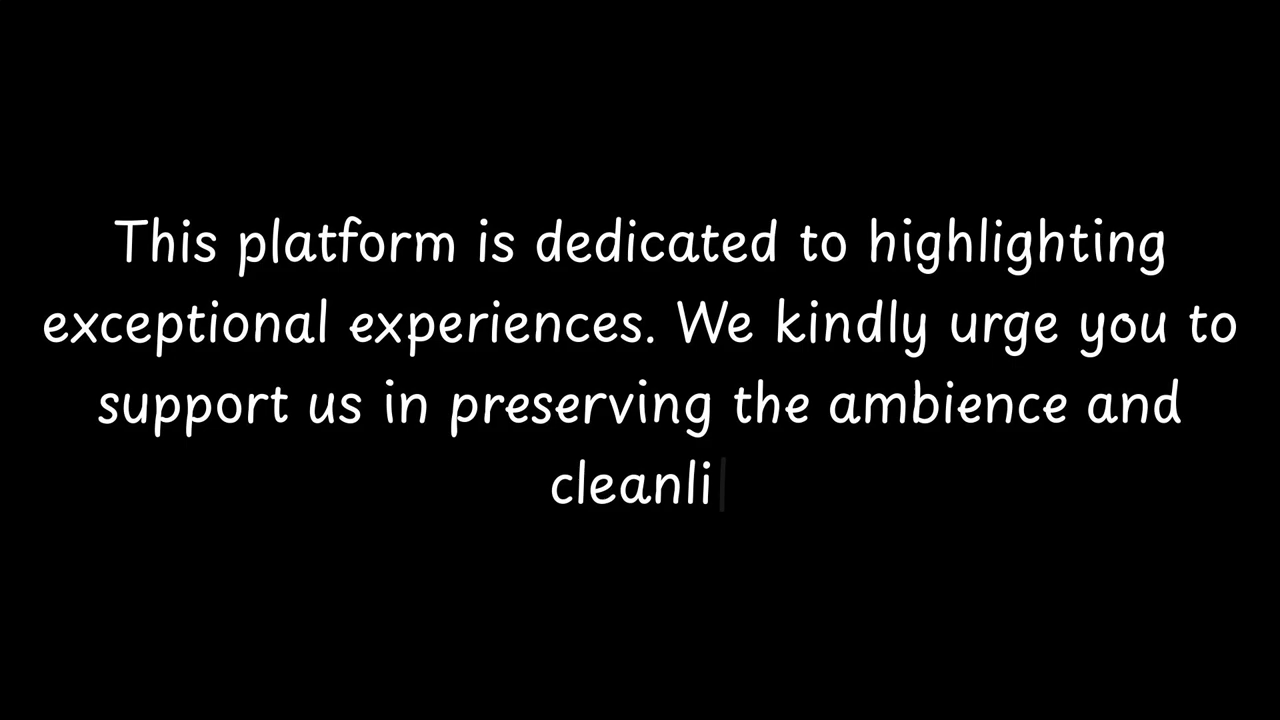 This platform is dedicated to highlighting
exceptional experiences. We kindly urge you to
support us in preserving the ambience and
cleanli